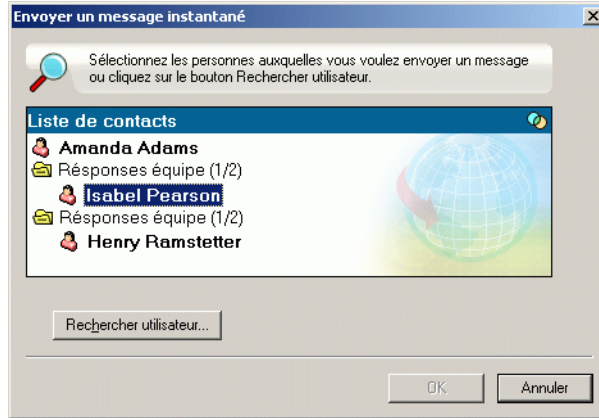 Envoyer un message instantané
Sélectionnez les personnes auxquelles vous voulez envoyer un message
ou cliquez sur le bouton Rechercher utilisateur.
Liste de contacts
Amanda Adams
Résponses équipe (1/2)
Isabel Pearson
Résponses équipe (1/2)
Henry Ramstetter
Rechercher utilisateur...
OK
Annuler